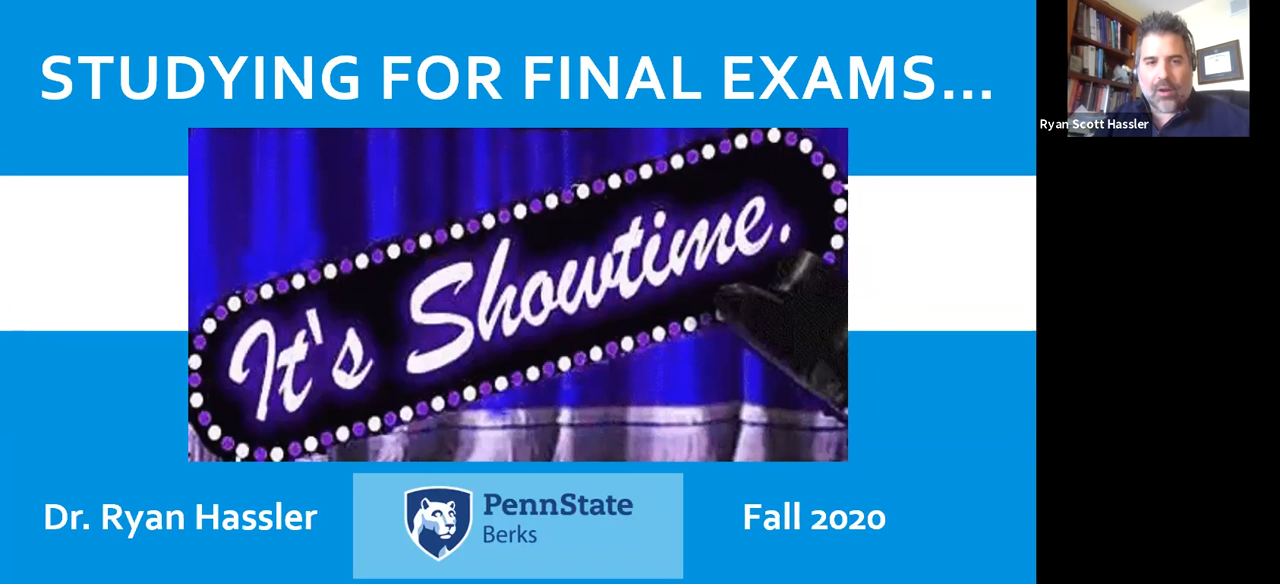 STUDYING FOR FINAL EXAMS...
Ryan Scott Hassler
It's Showtime.
Dr. Ryan Hassler
PennState
Berks
Fall 2020